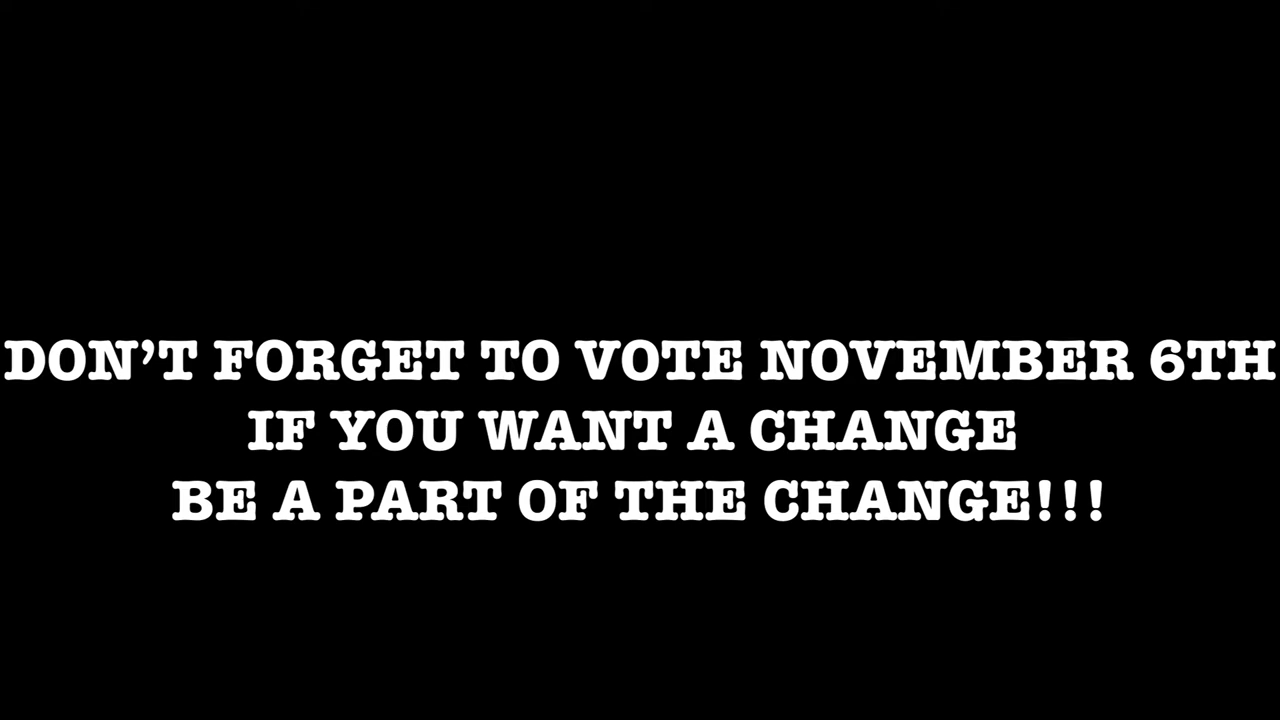 DON’T FORGET TO VOTE NOVEMBER 6TH
IF YOU WANT A CHANGE
BE A PART OF THE CHANGE!!!